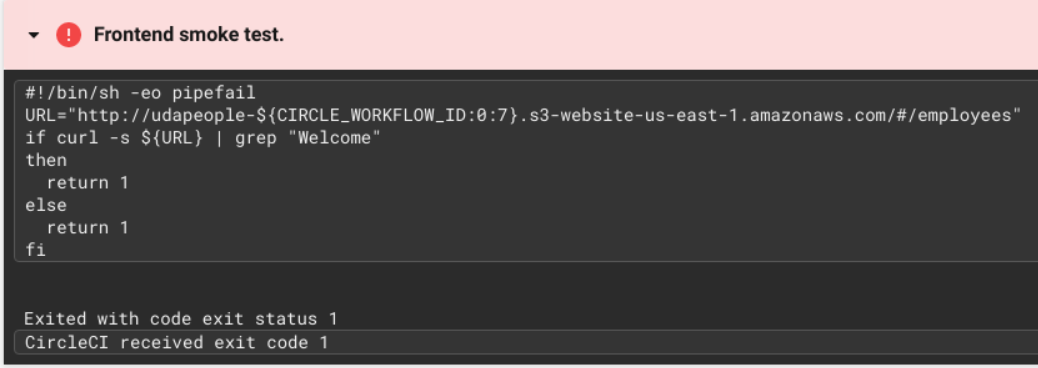 Frontend smoke test.
#!/bin/sh -eo pipefail
URL="http://udapeople-${CIRCLE_WORKFLOW_ID:0:7}.s3-website-us-east-1.amazonaws.com/#/employees"
if curl -s ${URL} | grep "Welcome"
then
  return 1
else
  return 1
fi
Exited with code exit status 1
CircleCI received exit code 1